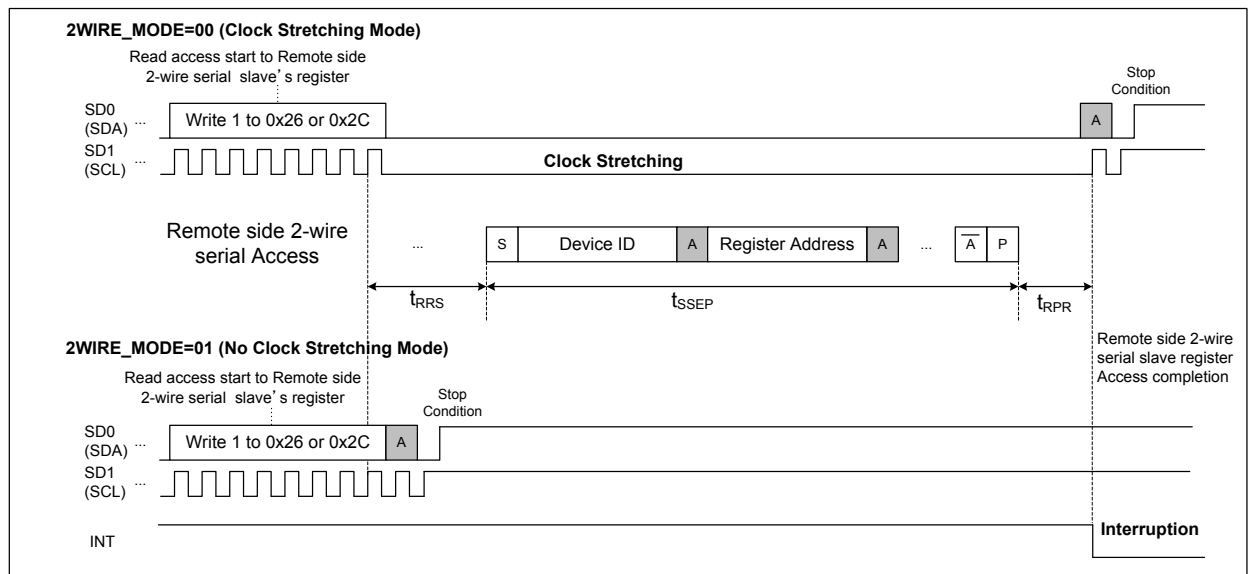 2WIRE_MODE=00 (Clock Stretching Mode)
Read access start to Remote side
2-wire serial slave's register
Stop
Condition
SD0
(SDA) ...
Write 1 to 0x26 or 0x2C
A
SD1
(SCL) ...
Clock Stretching
Remote side 2-wire
serial Access
...
S
Device ID
A
Register Address
A
...
A̅
P
tRRS
tSSEP
tRPR
2WIRE_MODE=01 (No Clock Stretching Mode)
Remote side 2-wire
serial slave register
Access completion
Read access start to Remote side
2-wire serial slave's register
Stop
Condition
SD0
(SDA) ...
Write 1 to 0x26 or 0x2C
A
SD1
(SCL) ...
INT
Interruption